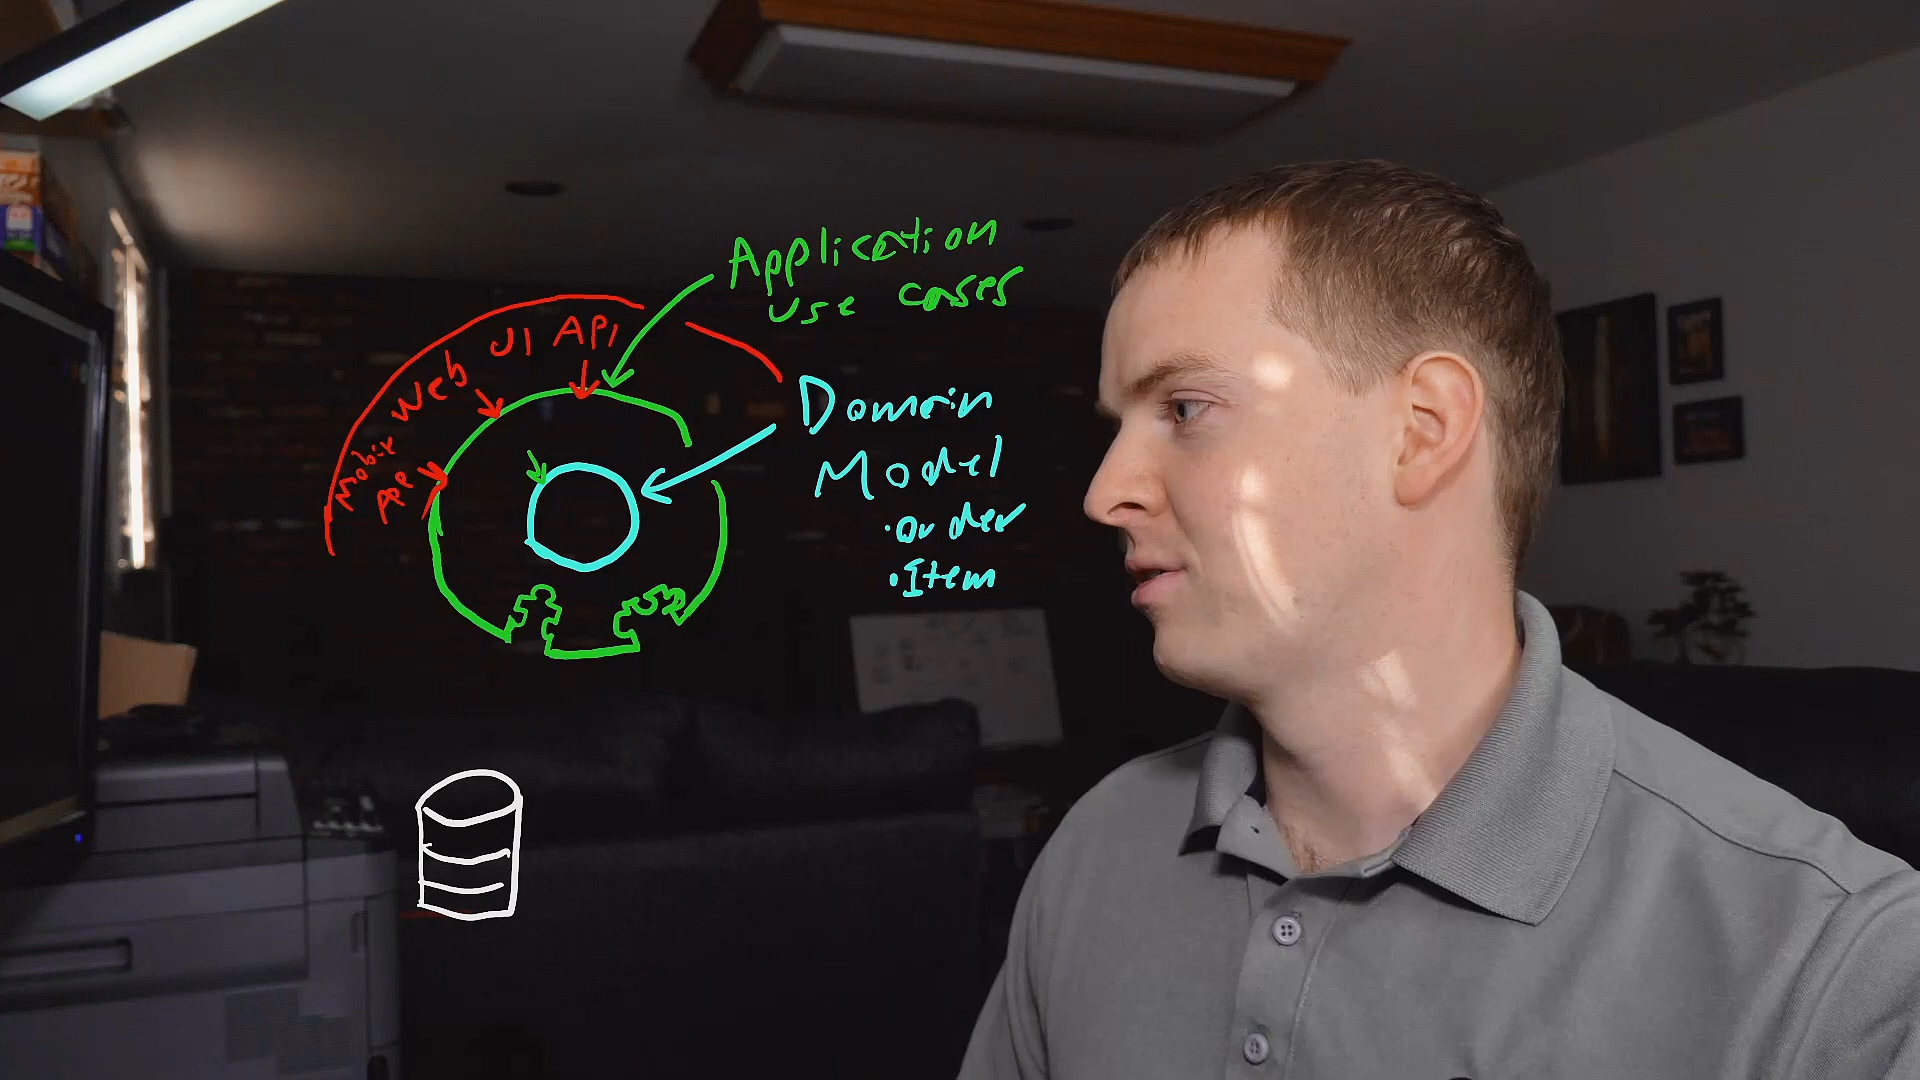 Application
use cases
UI API
Web
Mobile
App
Domain
Model
• Order
• Item